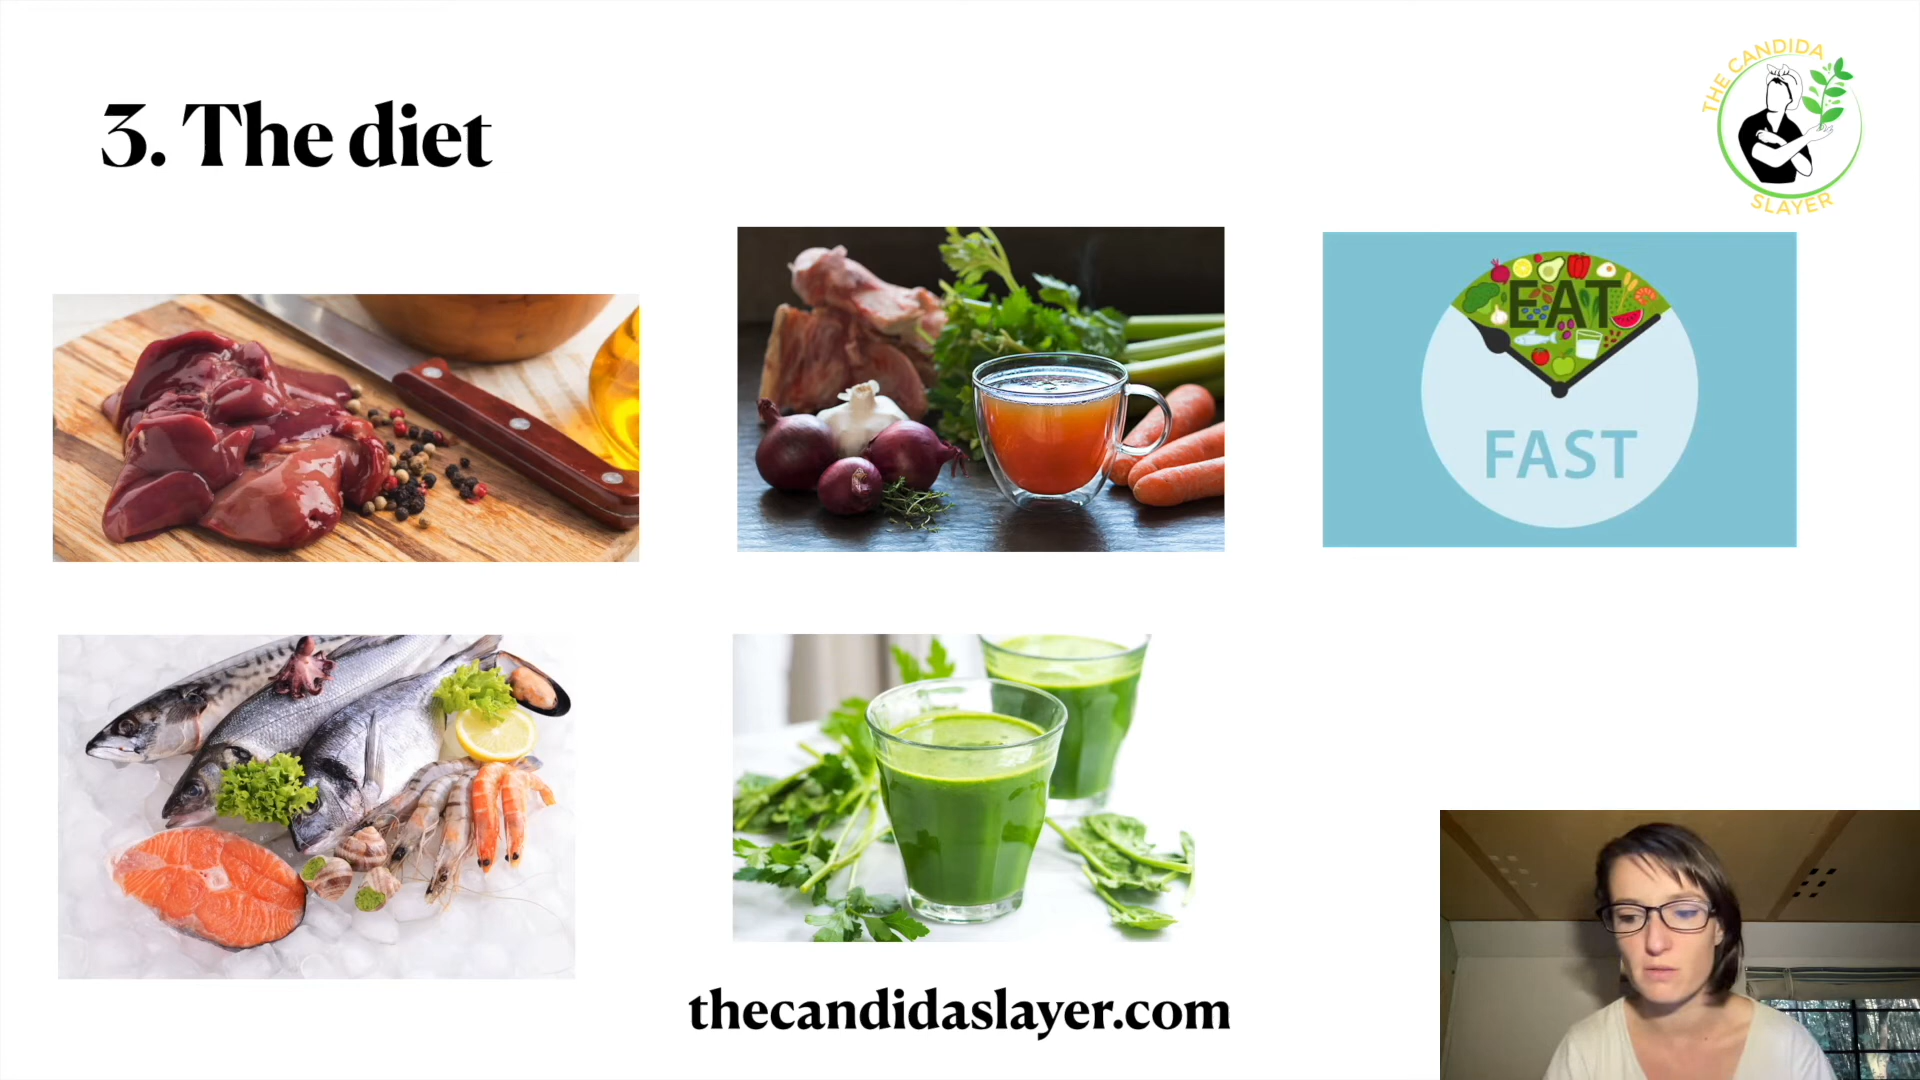 3. The diet
THE CANDIDA
SLAYER
EAT
FAST
thecandidaslayer.com